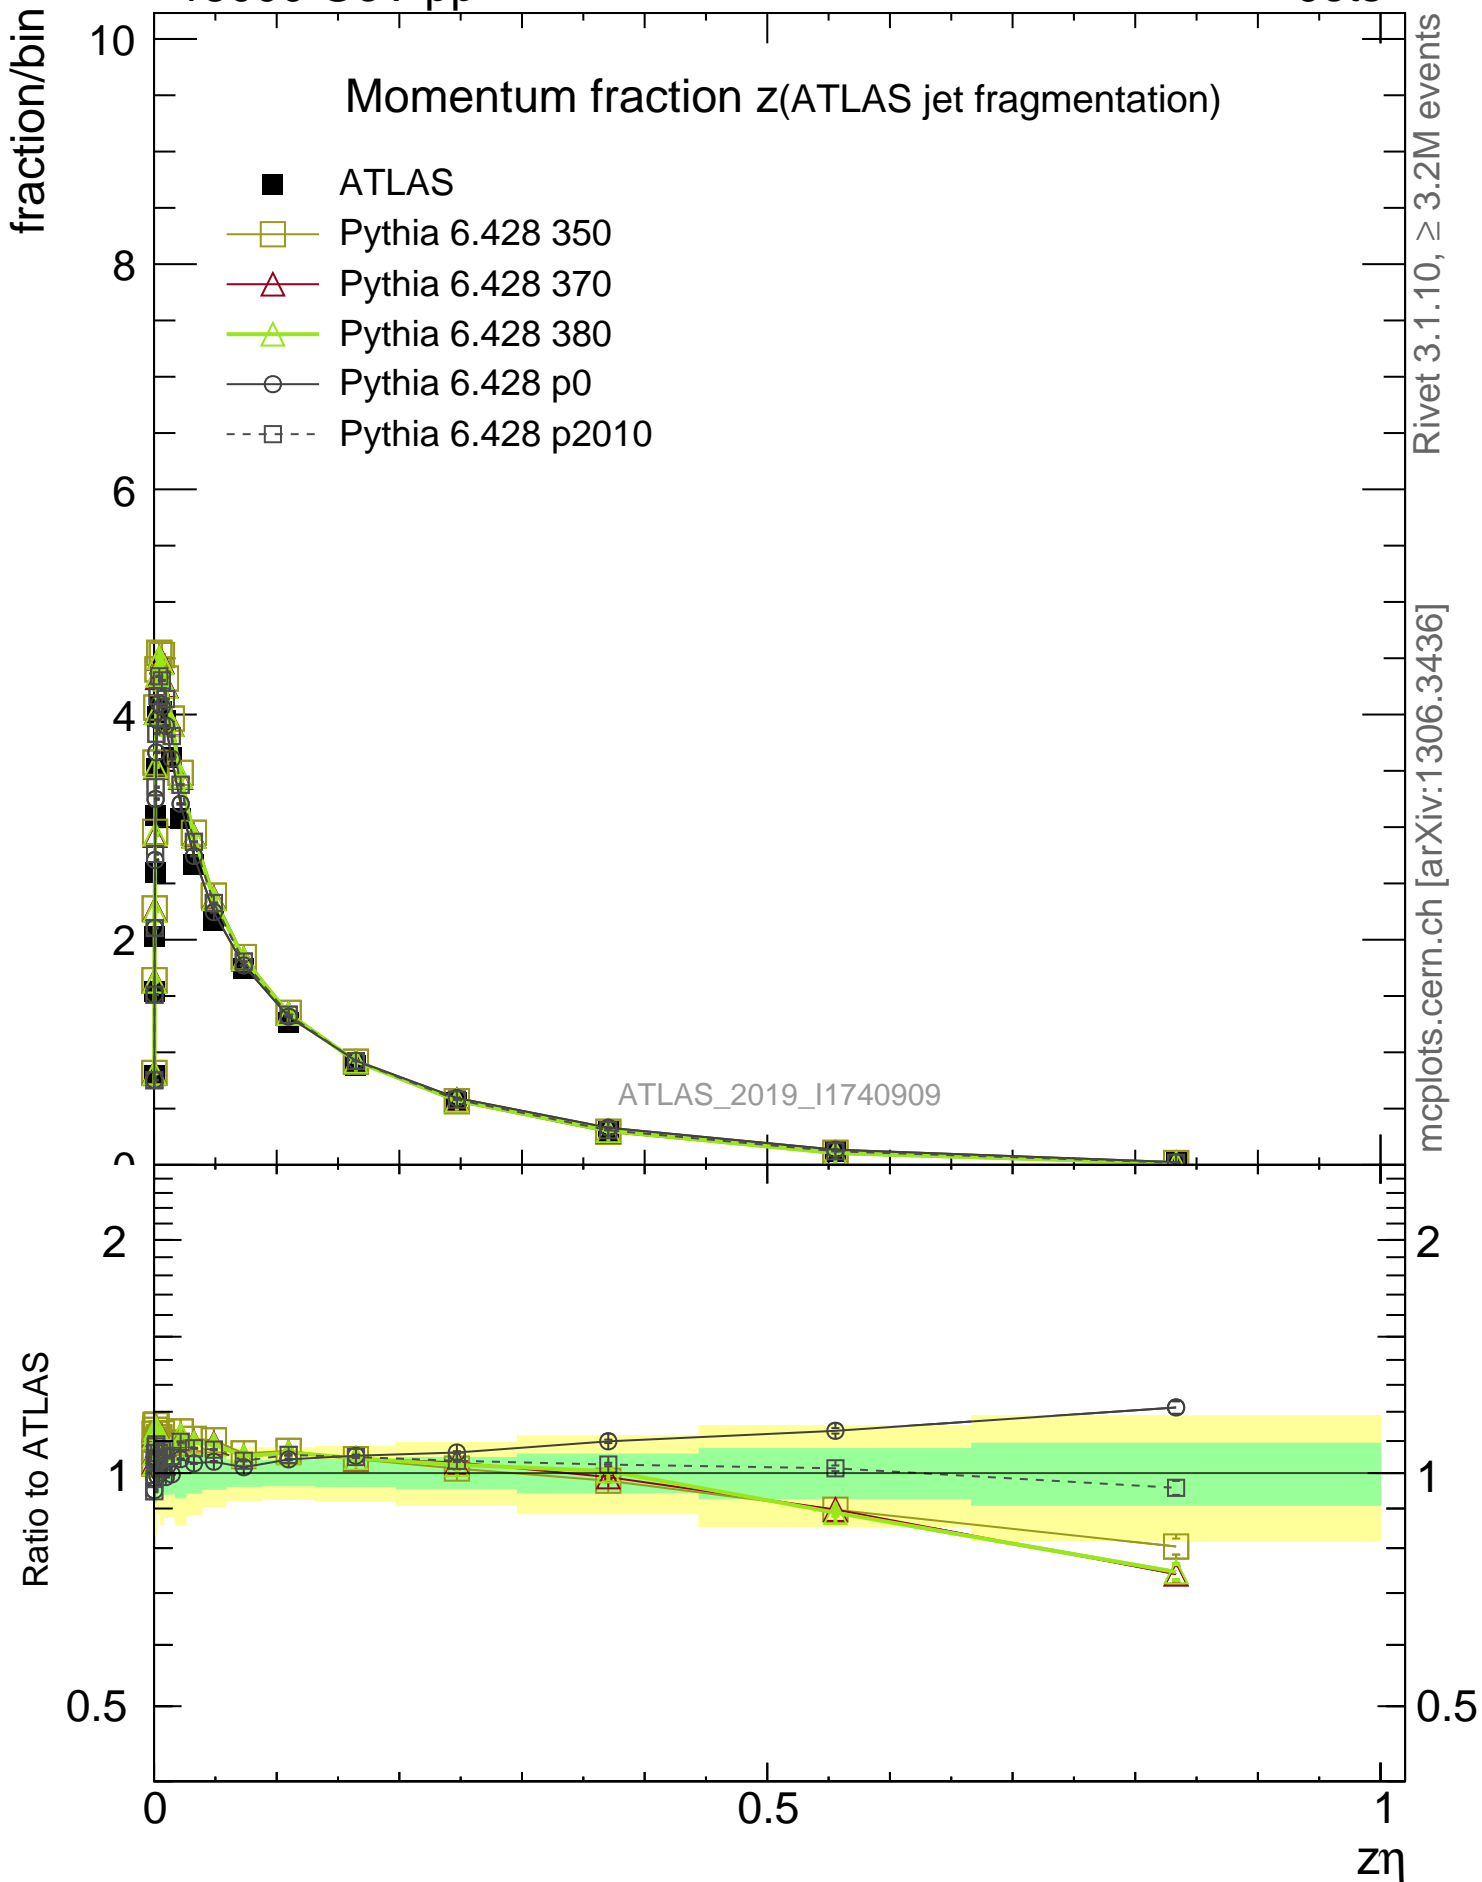 fraction/bin
Momentum fraction z(ATLAS jet fragmentation)
ATLAS
Pythia 6.428 350
Pythia 6.428 370
Pythia 6.428 380
Pythia 6.428 p0
Pythia 6.428 p2010
10
8
6
4
2
ATLAS_2019_I1740909
Rivet 3.1.10, ≥ 3.2M events
mcplots.cern.ch [arXiv:1306.3436]
Ratio to ATLAS
2
1
0.5
2
1
0.5
0
0.5
1
zη